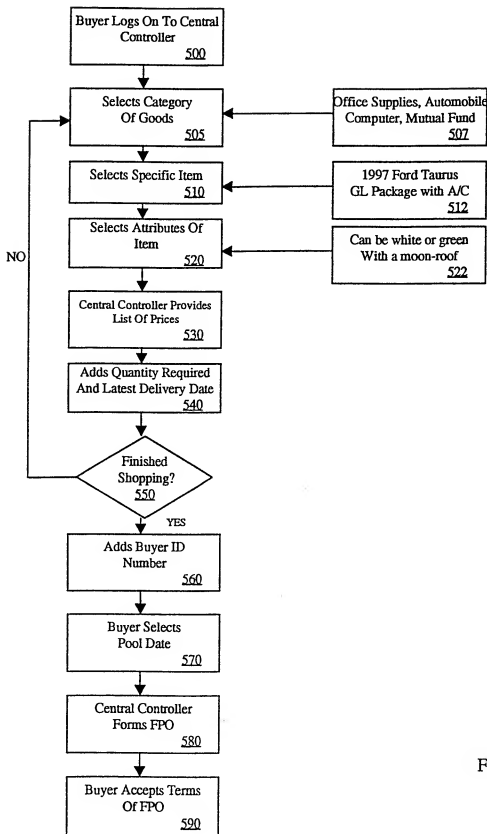 Buyer Logs On To Central
Controller
500
Selects Category
Of Goods
505
Office Supplies, Automobile
Computer, Mutual Fund
507
Selects Specific Item
510
1997 Ford Taurus
GL Package with A/C
512
Selects Attributes Of
Item
520
Can be white or green
With a moon-roof
522
NO
Central Controller Provides
List Of Prices
530
Adds Quantity Required
And Latest Delivery Date
540
Finished
Shopping?
550
YES
Adds Buyer ID
Number
560
Buyer Selects
Pool Date
570
Central Controller
Forms FPO
580
F
Buyer Accepts Terms
Of FPO
590